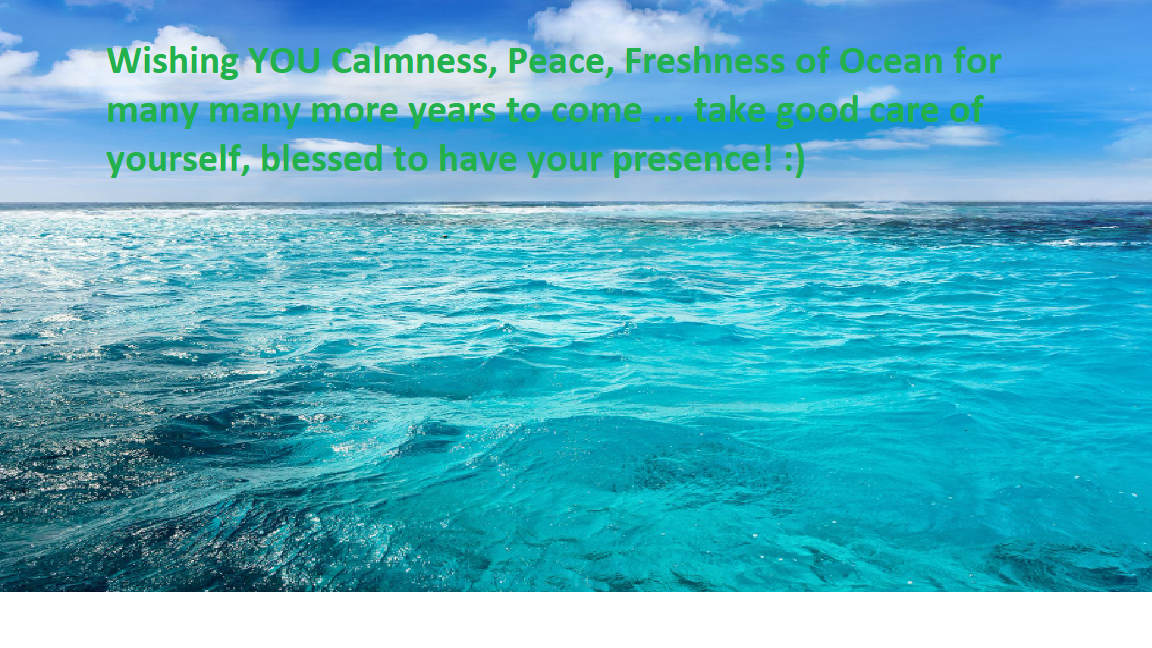 Wishing YOU Calmness, Peace, Freshness of Ocean for
many many more years to come ... take good care of
yourself, blessed to have your presence! :)